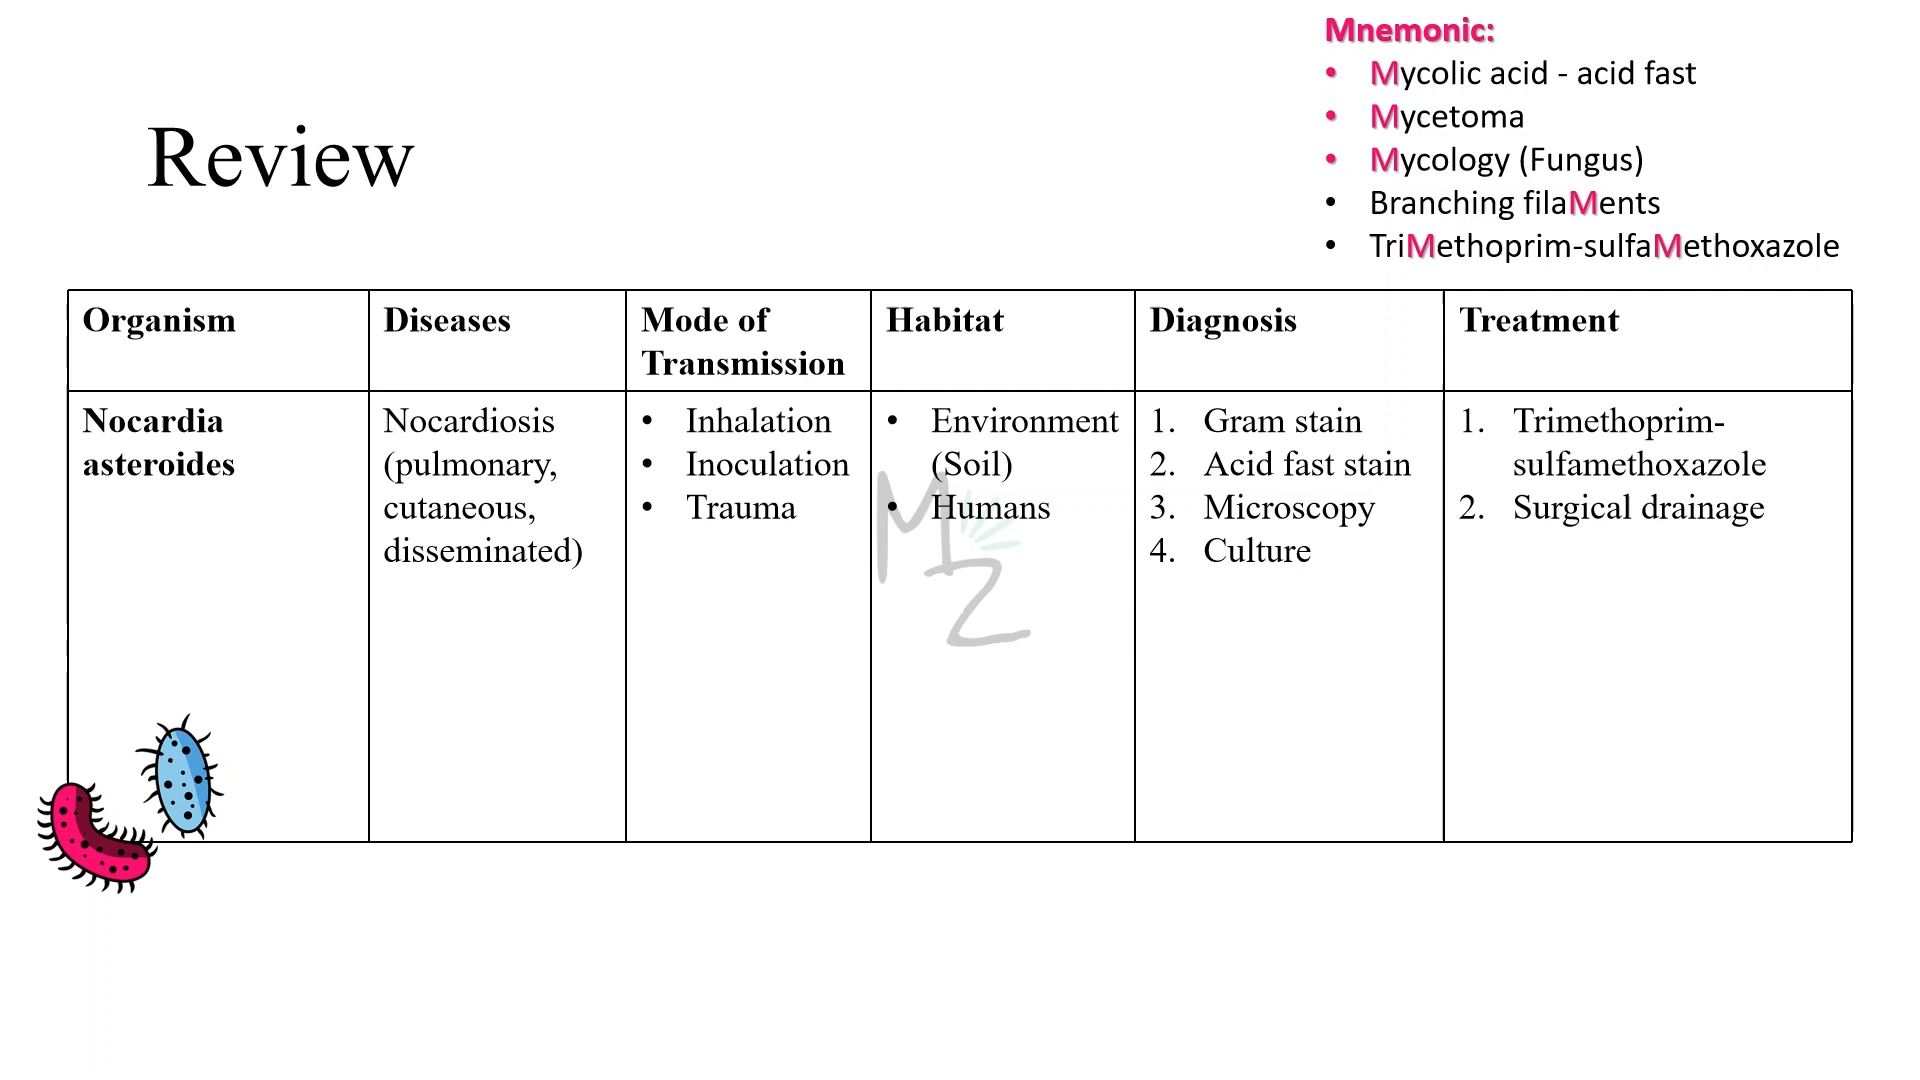 Mnemonic:
• Mycolic acid - acid fast
• Mycetoma
• Mycology (Fungus)
• Branching filaMents
• TriMethoprim-sulfaMethoxazole
Review
Organism
Diseases
Mode of
Transmission
Habitat
Diagnosis
Treatment
Nocardia
asteroides
Nocardiosis
(pulmonary,
cutaneous,
disseminated)
• Inhalation
• Inoculation
• Trauma
• Environment
(Soil)
• Humans
1. Gram stain
2. Acid fast stain
3. Microscopy
4. Culture
1. Trimethoprim-
sulfamethoxazole
2. Surgical drainage
MZ